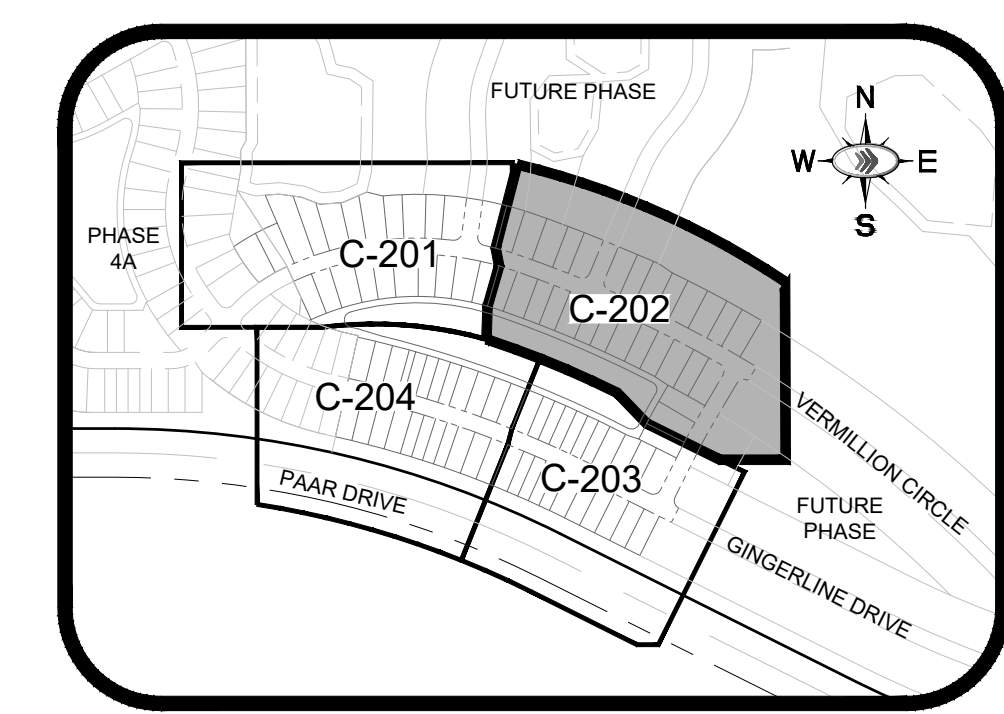 FUTURE PHASE
N
W
E
S
PHASE
4A
C-201
C-202
C-204
C-203
PAAR DRIVE
VERMILLION CIRCLE
FUTURE
PHASE
GINGERLINE DRIVE